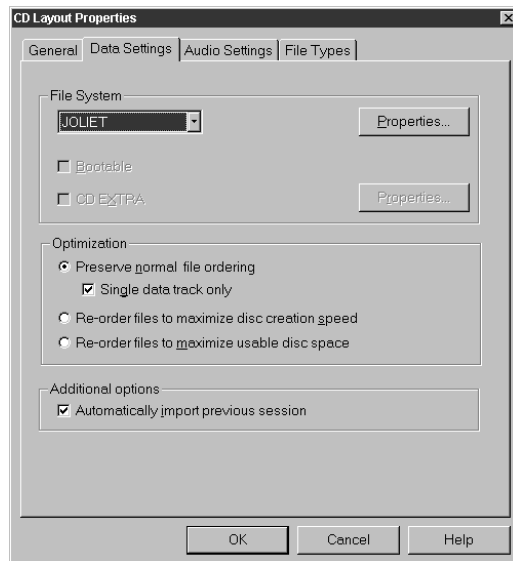 CD Layout Properties
General Data Settings Audio Settings File Types
File System
JOLIET Properties...
Bootable
CD EXTRA Properties...
Optimization
Preserve normal file ordering
Single data track only
Re-order files to maximize disc creation speed
Re-order files to maximize usable disc space
Additional options
Automatically import previous session
OK Cancel Help